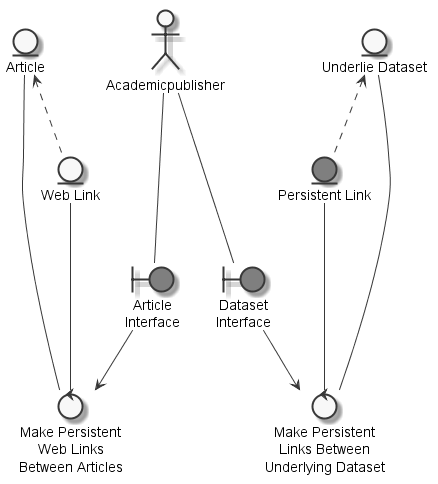 Article
Underlie Dataset
Academicpublisher
Web Link
Persistent Link
Article
Interface
Dataset
Interface
Make Persistent
Web Links
Between Articles
Make Persistent
Links Between
Underlying Dataset